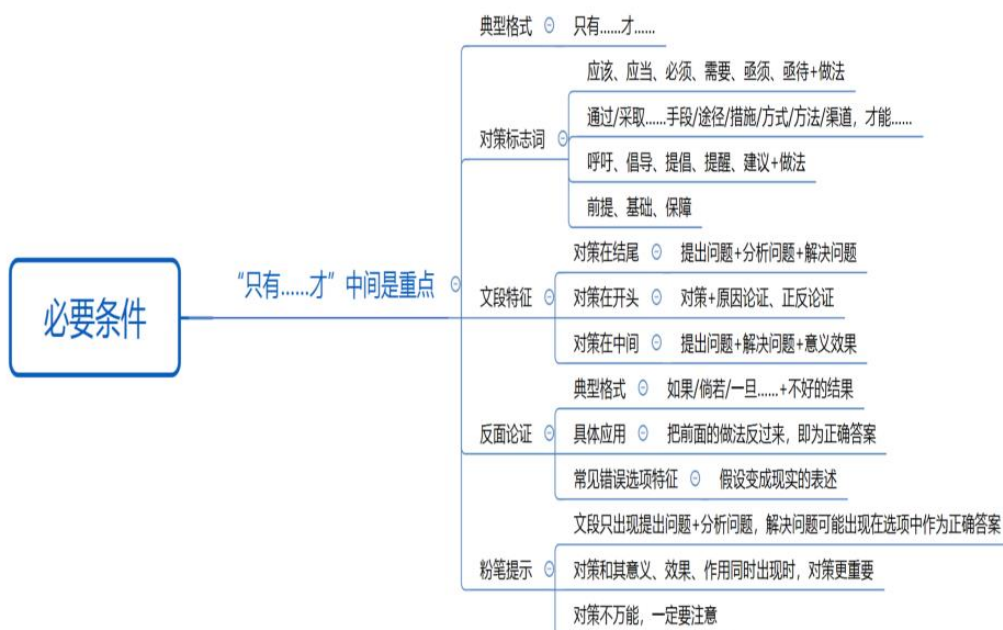 必要条件
“只有……才”中间是重点
典型格式
只有……才……
对策标志词
应该、应当、必须、需要、亟须、亟待+做法
通过/采取……手段/途径/措施/方式/方法/渠道，才能……
呼吁、倡导、提倡、提醒、建议+做法
前提、基础、保障
文段特征
对策在结尾
提出问题+分析问题+解决问题
对策在开头
对策+原因论证、正反论证
对策在中间
提出问题+解决问题+意义效果
反面论证
典型格式
如果/倘若/一旦……+不好的结果
具体应用
把前面的做法反过来，即为正确答案
常见错误选项特征
假设变成现实的表述
粉笔提示
文段只出现提出问题+分析问题，解决问题可能出现在选项中作为正确答案
对策和其意义、效果、作用同时出现时，对策更重要
对策不万能，一定要注意